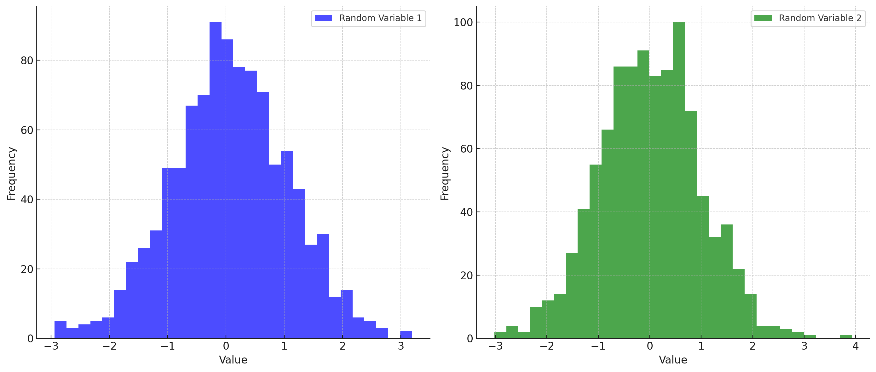 Random Variable 1
Frequency
80
60
40
20
0
−3 −2 −1 0 1 2 3
Value
Random Variable 2
Frequency
100
80
60
40
20
0
−3 −2 −1 0 1 2 3 4
Value